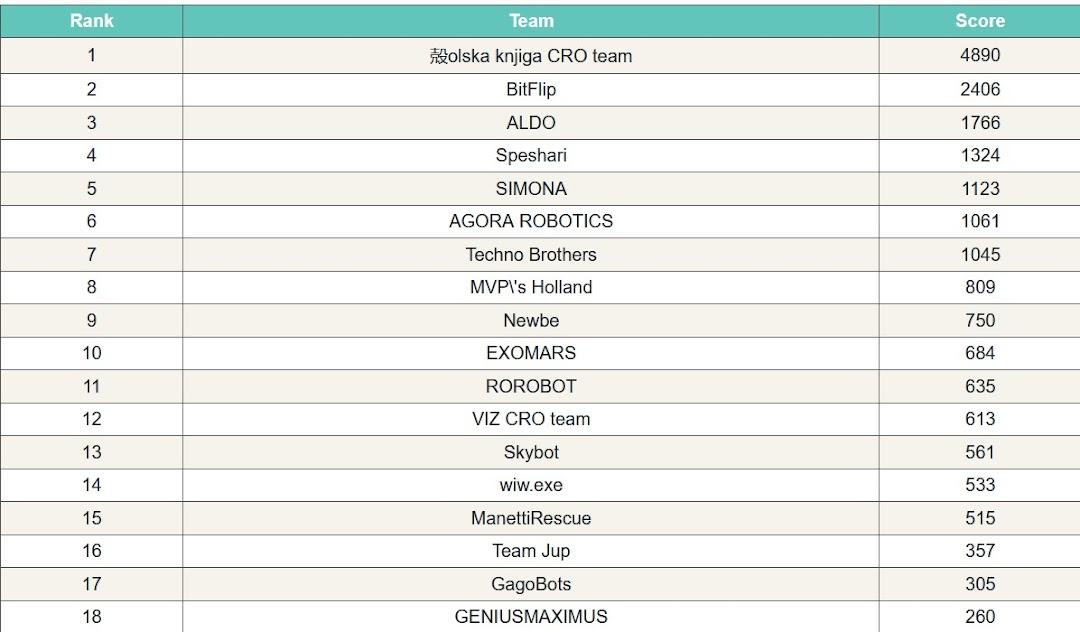 Rank Team Score
1 殻olska knjiga CRO team 4890
2 BitFlip 2406
3 ALDO 1766
4 Speshari 1324
5 SIMONA 1123
6 AGORA ROBOTICS 1061
7 Techno Brothers 1045
8 MVP\'s Holland 809
9 Newbe 750
10 EXOMARS 684
11 ROROBOT 635
12 VIZ CRO team 613
13 Skybot 561
14 wiw.exe 533
15 ManettiRescue 515
16 Team Jup 357
17 GagoBots 305
18 GENIUSMAXIMUS 260